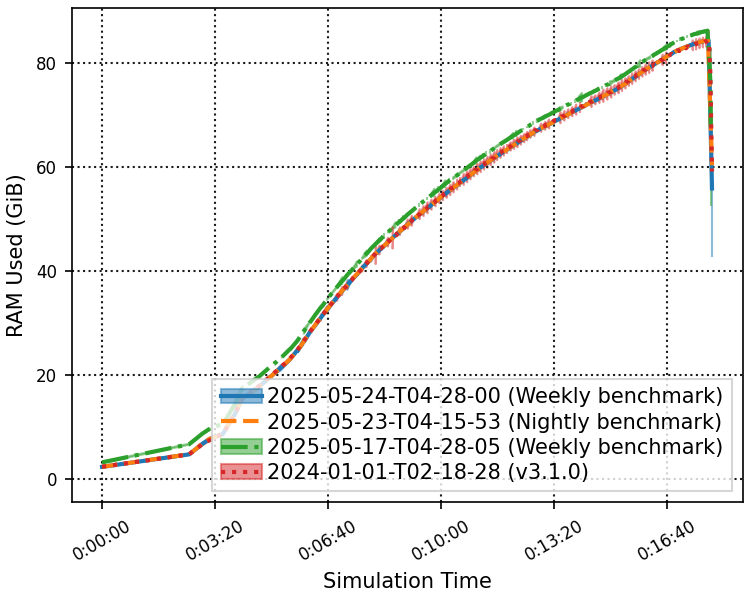 80
60
40
20
0
RAM Used (GiB)
2025-05-24-T04-28-00 (Weekly benchmark)
2025-05-23-T04-15-53 (Nightly benchmark)
2025-05-17-T04-28-05 (Weekly benchmark)
2024-01-01-T02-18-28 (v3.1.0)
0:00:00
0:03:20
0:06:40
0:10:00
0:13:20
0:16:40
Simulation Time